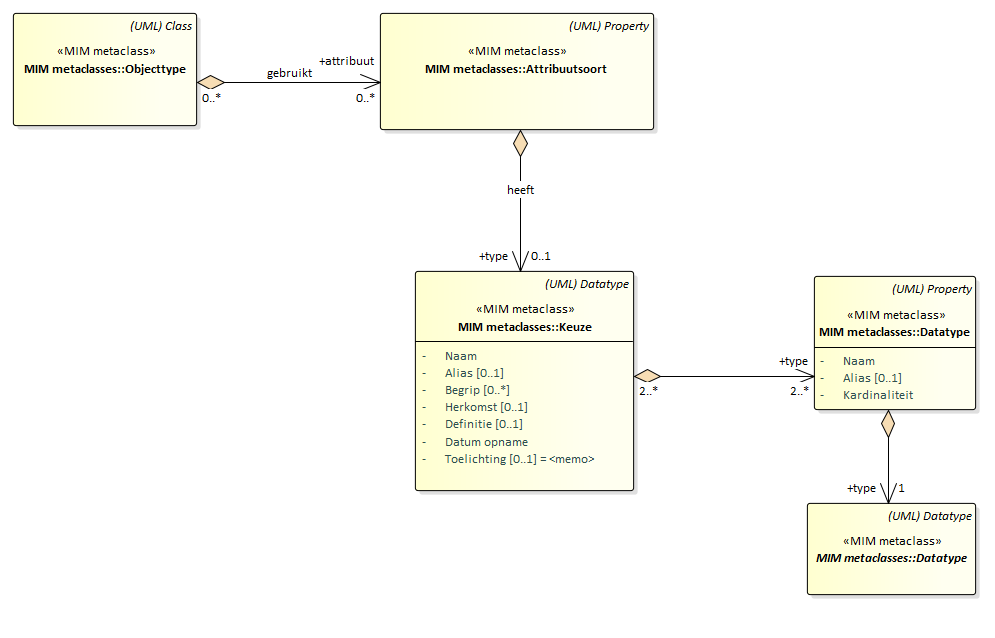 (UML) Class
«MIM metaclass»
MIM metaclasses::Objecttype
(UML) Property
«MIM metaclass»
MIM metaclasses::Attribuutsoort
+attribuut
gebruikt
0..*
0..*
heeft
+type
0..1
(UML) Datatype
«MIM metaclass»
MIM metaclasses::Keuze
- Naam
- Alias [0..1]
- Begrip [0..*]
- Herkomst [0..1]
- Definitie [0..1]
- Datum opname
- Toelichting [0..1] = <memo>
+type
2..*
2..*
(UML) Property
«MIM metaclass»
MIM metaclasses::Datatype
- Naam
- Alias [0..1]
- Kardinaliteit
+type
1
(UML) Datatype
«MIM metaclass»
MIM metaclasses::Datatype